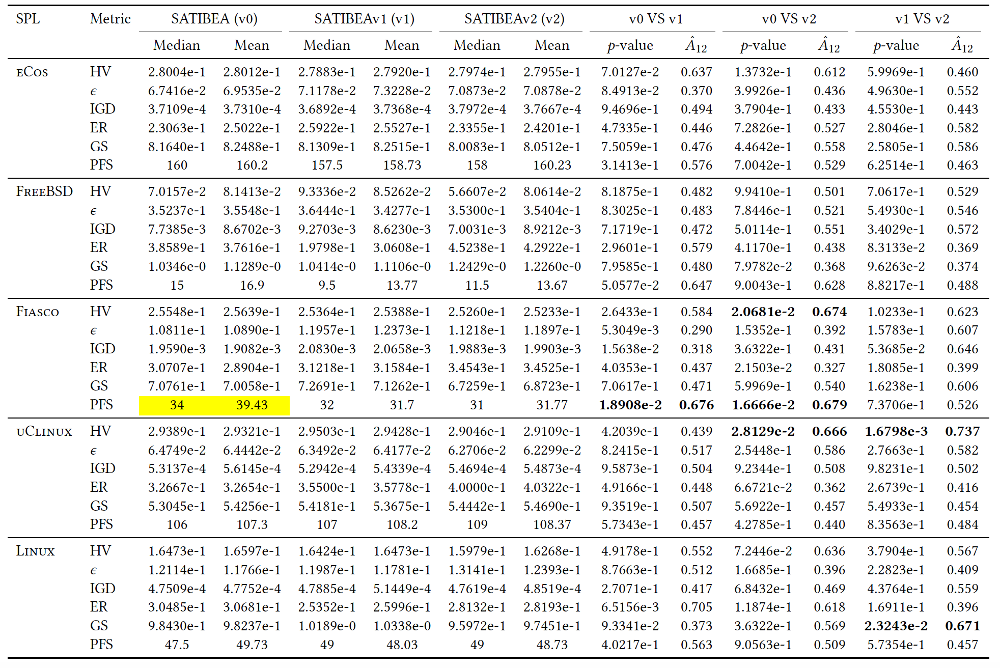 SPL Metric SATIBEA (v0) SATIBEAv1 (v1) SATIBEAv2 (v2) v0 VS v1 v0 VS v2 v1 VS v2
Median Mean Median Mean Median Mean p-value Â12 p-value Â12 p-value Â12
eCos HV 2.8004e-1 2.8012e-1 2.7883e-1 2.7920e-1 2.7974e-1 2.7955e-1 7.0127e-2 0.637 1.3732e-1 0.612 5.9969e-1 0.460
ϵ 6.7416e-2 6.9535e-2 7.1178e-2 7.3228e-2 7.0873e-2 7.0878e-2 8.4913e-2 0.370 3.9926e-1 0.436 4.9630e-1 0.552
IGD 3.7109e-4 3.7310e-4 3.6892e-4 3.7368e-4 3.7972e-4 3.7667e-4 9.4696e-1 0.494 3.7904e-1 0.433 4.5530e-1 0.443
ER 2.3063e-1 2.5022e-1 2.5922e-1 2.5527e-1 2.3355e-1 2.4201e-1 4.7335e-1 0.446 7.2826e-1 0.527 2.8046e-1 0.582
GS 8.1640e-1 8.2488e-1 8.1309e-1 8.2515e-1 8.0083e-1 8.0512e-1 7.5059e-1 0.476 4.4642e-1 0.558 2.5805e-1 0.586
PFS 160 160.2 157.5 158.73 158 160.23 3.1413e-1 0.576 7.0042e-1 0.529 6.2514e-1 0.463
FreeBSD HV 7.0157e-2 8.1413e-2 9.3336e-2 8.5262e-2 5.6607e-2 8.0614e-2 8.1875e-1 0.482 9.9410e-1 0.501 7.0617e-1 0.529
ϵ 3.5237e-1 3.5548e-1 3.6444e-1 3.4277e-1 3.5300e-1 3.5404e-1 8.3025e-1 0.483 7.8446e-1 0.521 5.4930e-1 0.546
IGD 7.7385e-3 8.6702e-3 9.2703e-3 8.6230e-3 7.0031e-3 8.9212e-3 7.1719e-1 0.472 5.0114e-1 0.551 3.4029e-1 0.572
ER 3.8589e-1 3.7616e-1 1.9798e-1 3.0608e-1 4.5238e-1 4.2922e-1 2.9601e-1 0.579 4.1170e-1 0.438 8.3133e-2 0.369
GS 1.0346e-0 1.1289e-0 1.0414e-0 1.1106e-0 1.2429e-0 1.2260e-0 7.9585e-1 0.480 7.9782e-2 0.368 9.6263e-2 0.374
PFS 15 16.9 9.5 13.77 11.5 13.67 5.0577e-2 0.647 9.0043e-1 0.628 8.8217e-1 0.488
Fiasco HV 2.5548e-1 2.5639e-1 2.5364e-1 2.5388e-1 2.5260e-1 2.5233e-1 2.6433e-1 0.584 2.0681e-2 0.674 1.0233e-1 0.623
ϵ 1.0811e-1 1.0890e-1 1.1957e-1 1.2373e-1 1.1218e-1 1.1897e-1 5.3049e-3 0.290 1.5352e-1 0.392 1.5783e-1 0.607
IGD 1.9590e-3 1.9082e-3 2.0830e-3 2.0658e-3 1.9883e-3 1.9903e-3 1.5638e-2 0.318 3.6322e-1 0.431 5.3685e-2 0.646
ER 3.0707e-1 2.8904e-1 3.1218e-1 3.1584e-1 3.4543e-1 3.4525e-1 4.0353e-1 0.437 2.1503e-2 0.327 1.8085e-1 0.399
GS 7.0761e-1 7.0058e-1 7.2691e-1 7.1262e-1 6.7259e-1 6.8723e-1 7.0617e-1 0.471 5.9969e-1 0.540 1.6238e-1 0.606
PFS 34 39.43 32 31.7 31 31.77 1.8908e-2 0.676 1.6666e-2 0.679 7.3706e-1 0.526
uClinux HV 2.9389e-1 2.9321e-1 2.9503e-1 2.9428e-1 2.9046e-1 2.9109e-1 4.2039e-1 0.439 2.8129e-2 0.666 1.6798e-3 0.737
ϵ 6.4749e-2 6.4442e-2 6.3492e-2 6.4177e-2 6.2706e-2 6.2299e-2 8.2415e-1 0.517 2.5448e-1 0.586 2.7663e-1 0.582
IGD 5.3137e-4 5.6145e-4 5.2942e-4 5.4339e-4 5.4694e-4 5.4873e-4 9.5873e-1 0.504 9.2344e-1 0.508 9.8231e-1 0.502
ER 3.2667e-1 3.2654e-1 3.5500e-1 3.5778e-1 4.0000e-1 4.0322e-1 4.9166e-1 0.448 6.6721e-2 0.362 2.6739e-1 0.416
GS 5.3045e-1 5.4256e-1 5.4181e-1 5.3675e-1 5.4442e-1 5.4690e-1 9.3519e-1 0.507 5.6922e-1 0.457 5.4933e-1 0.454
PFS 106 107.3 107 108.2 109 108.37 5.7343e-1 0.457 4.2785e-1 0.440 8.3563e-1 0.484
Linux HV 1.6473e-1 1.6597e-1 1.6424e-1 1.6473e-1 1.5979e-1 1.6268e-1 4.9178e-1 0.552 7.2446e-2 0.636 3.7904e-1 0.567
ϵ 1.2114e-1 1.1766e-1 1.1987e-1 1.1781e-1 1.3141e-1 1.2393e-1 8.7663e-1 0.512 1.6685e-1 0.396 2.2823e-1 0.409
IGD 4.7509e-4 4.7752e-4 4.7885e-4 5.1449e-4 4.7619e-4 4.8519e-4 2.7071e-1 0.417 6.8432e-1 0.469 4.3764e-1 0.559
ER 3.0485e-1 3.0681e-1 2.5352e-1 2.5996e-1 2.8132e-1 2.8193e-1 6.5156e-3 0.705 1.1874e-1 0.618 1.6911e-1 0.396
GS 9.8430e-1 9.8237e-1 1.0189e-0 1.0338e-0 9.5972e-1 9.7451e-1 9.3341e-2 0.373 3.6322e-1 0.569 2.3243e-2 0.671
PFS 47.5 49.73 49 48.03 49 48.73 4.0217e-1 0.563 9.0563e-1 0.509 5.7354e-1 0.457